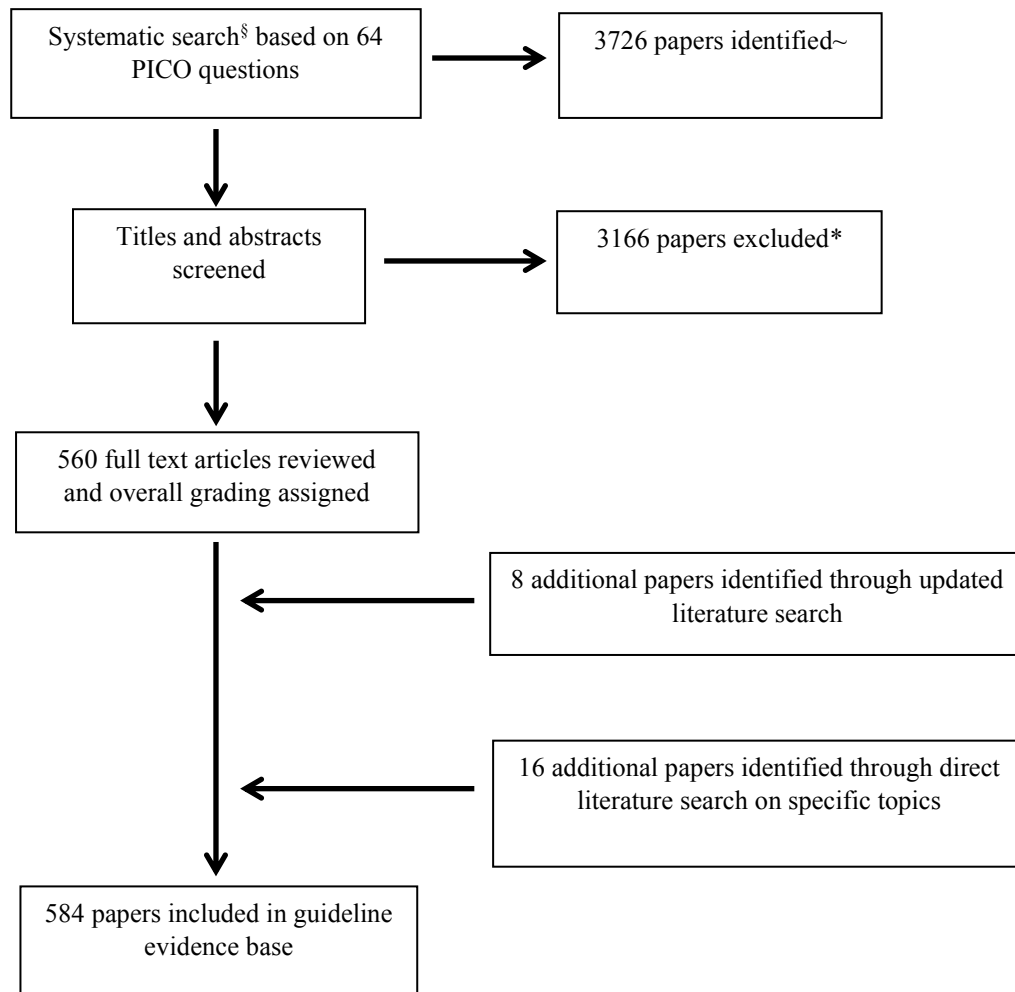 Systematic search§ based on 64
PICO questions
3726 papers identified~
Titles and abstracts
screened
3166 papers excluded*
560 full text articles reviewed
and overall grading assigned
8 additional papers identified through updated
literature search
16 additional papers identified through direct
literature search on specific topics
584 papers included in guideline
evidence base